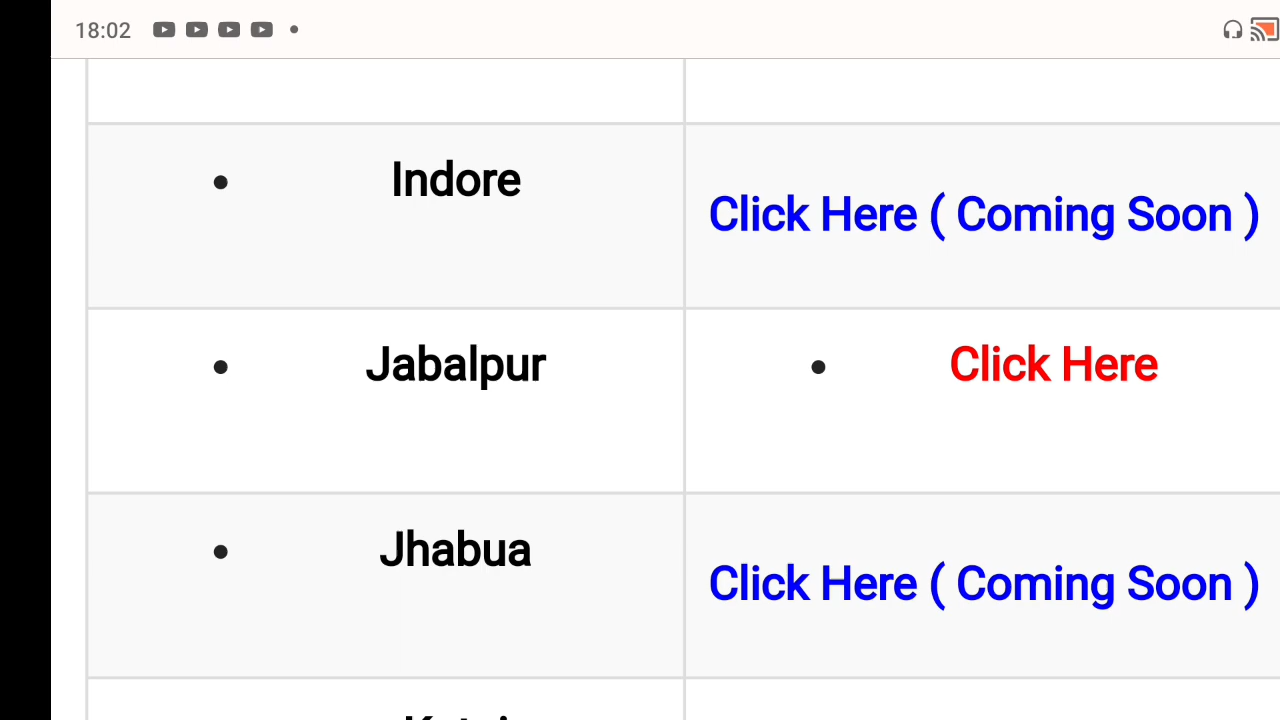 18:02
Indore
Click Here ( Coming Soon )
Jabalpur
Click Here
Jhabua
Click Here ( Coming Soon )